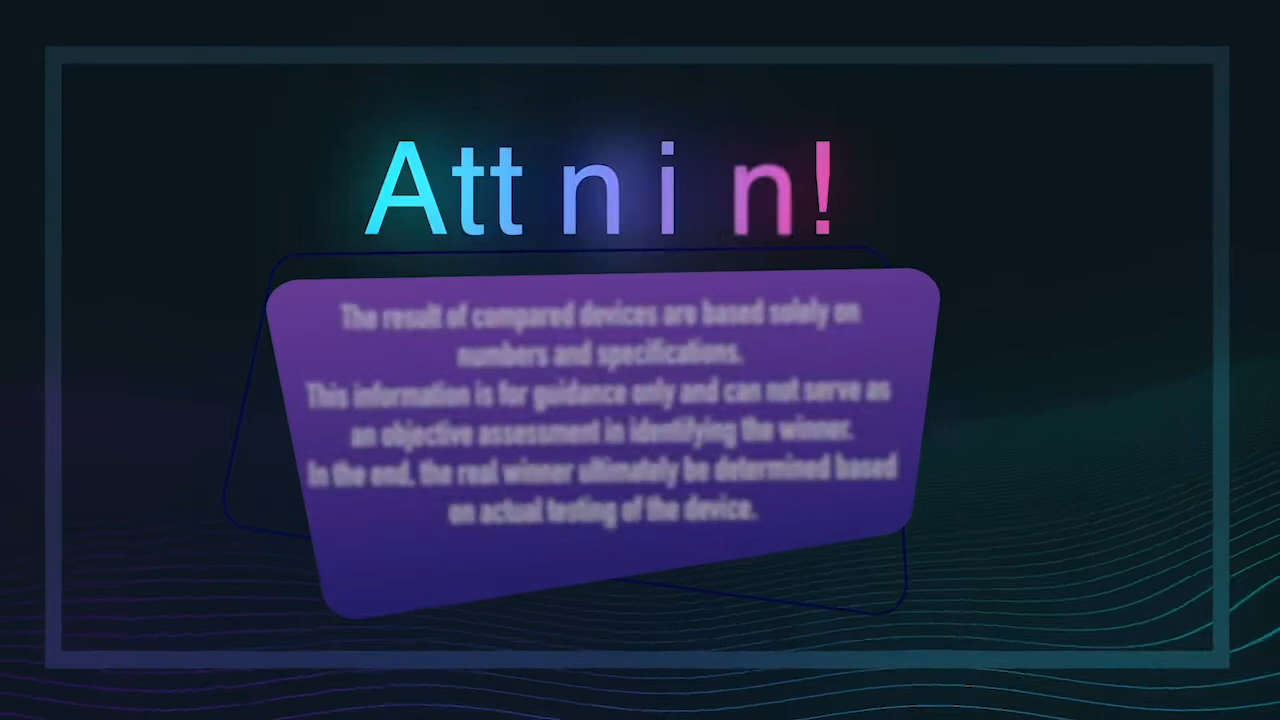 Att n i n!
The result of compared devices are based solely on
numbers and specifications.
This information is for guidance only and can not serve as
an objective assessment in identifying the winner.
In the end, the real winner ultimately be determined based
on actual testing of the device.